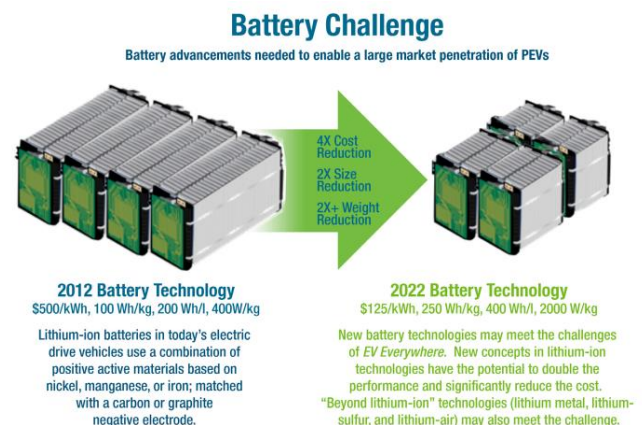 Battery Challenge
Battery advancements needed to enable a large market penetration of PEVs
4X Cost
Reduction
2X Size
Reduction
2X+ Weight
Reduction
2012 Battery Technology
$500/kWh, 100 Wh/kg, 200 Wh/l, 400W/kg
Lithium-ion batteries in today's electric
drive vehicles use a combination of
positive active materials based on
nickel, manganese, or iron; matched
with a carbon or graphite
negative electrode.
2022 Battery Technology
$125/kWh, 250 Wh/kg, 400 Wh/l, 2000 W/kg
New battery technologies may meet the challenges
of EV Everywhere. New concepts in lithium-ion
technologies have the potential to double the
performance and significantly reduce the cost.
"Beyond lithium-ion" technologies (lithium metal, lithium-
sulfur, and lithium-air) may also meet the challenge.